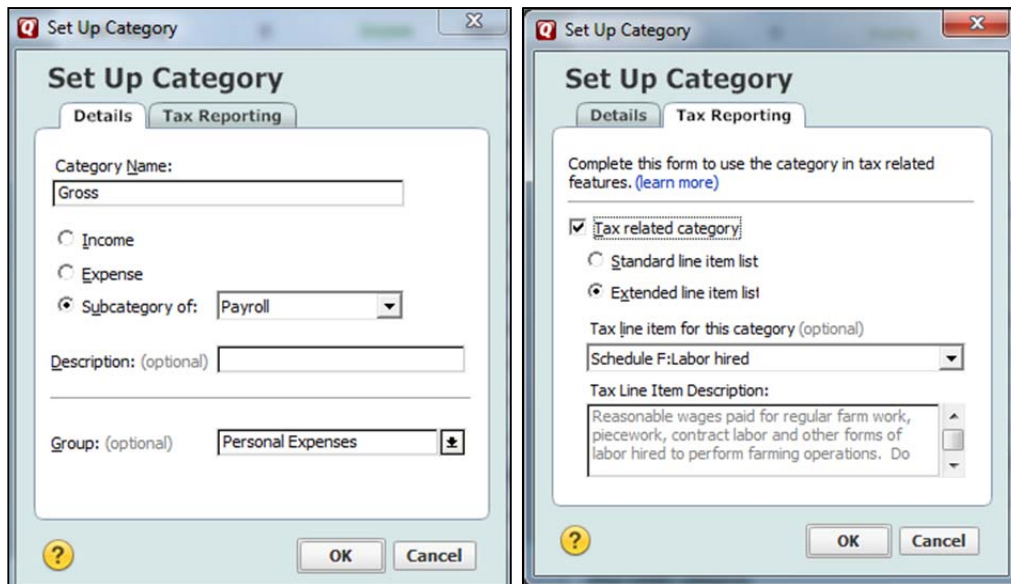 Set Up Category
Set Up Category
Details
Tax Reporting
Category Name:
Gross
Income
Expense
Subcategory of:
Payroll
Description: (optional)
Group: (optional)
Personal Expenses
?
OK
Cancel
Set Up Category
Set Up Category
Details
Tax Reporting
Complete this form to use the category in tax related
features. (learn more)
Tax related category
Standard line item list
Extended line item list
Tax line item for this category (optional)
Schedule F:Labor hired
Tax Line Item Description:
Reasonable wages paid for regular farm work,
piecework, contract labor and other forms of
labor hired to perform farming operations. Do
?
OK
Cancel